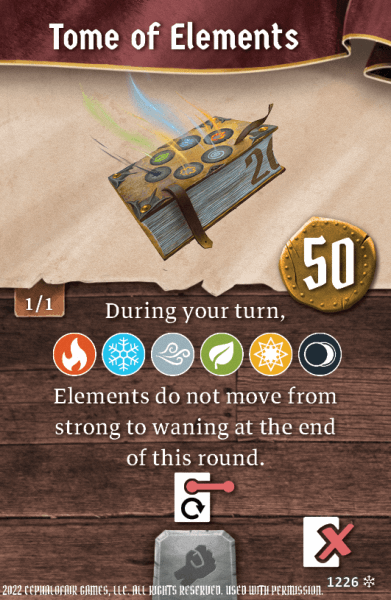 Tome of Elements
50
1/1
During your turn,
Elements do not move from
strong to waning at the end
of this round.
1226
2022 CEPHALOFAIR GAMES, LLC. ALL RIGHTS RESERVED. USED WITH PERMISSION.